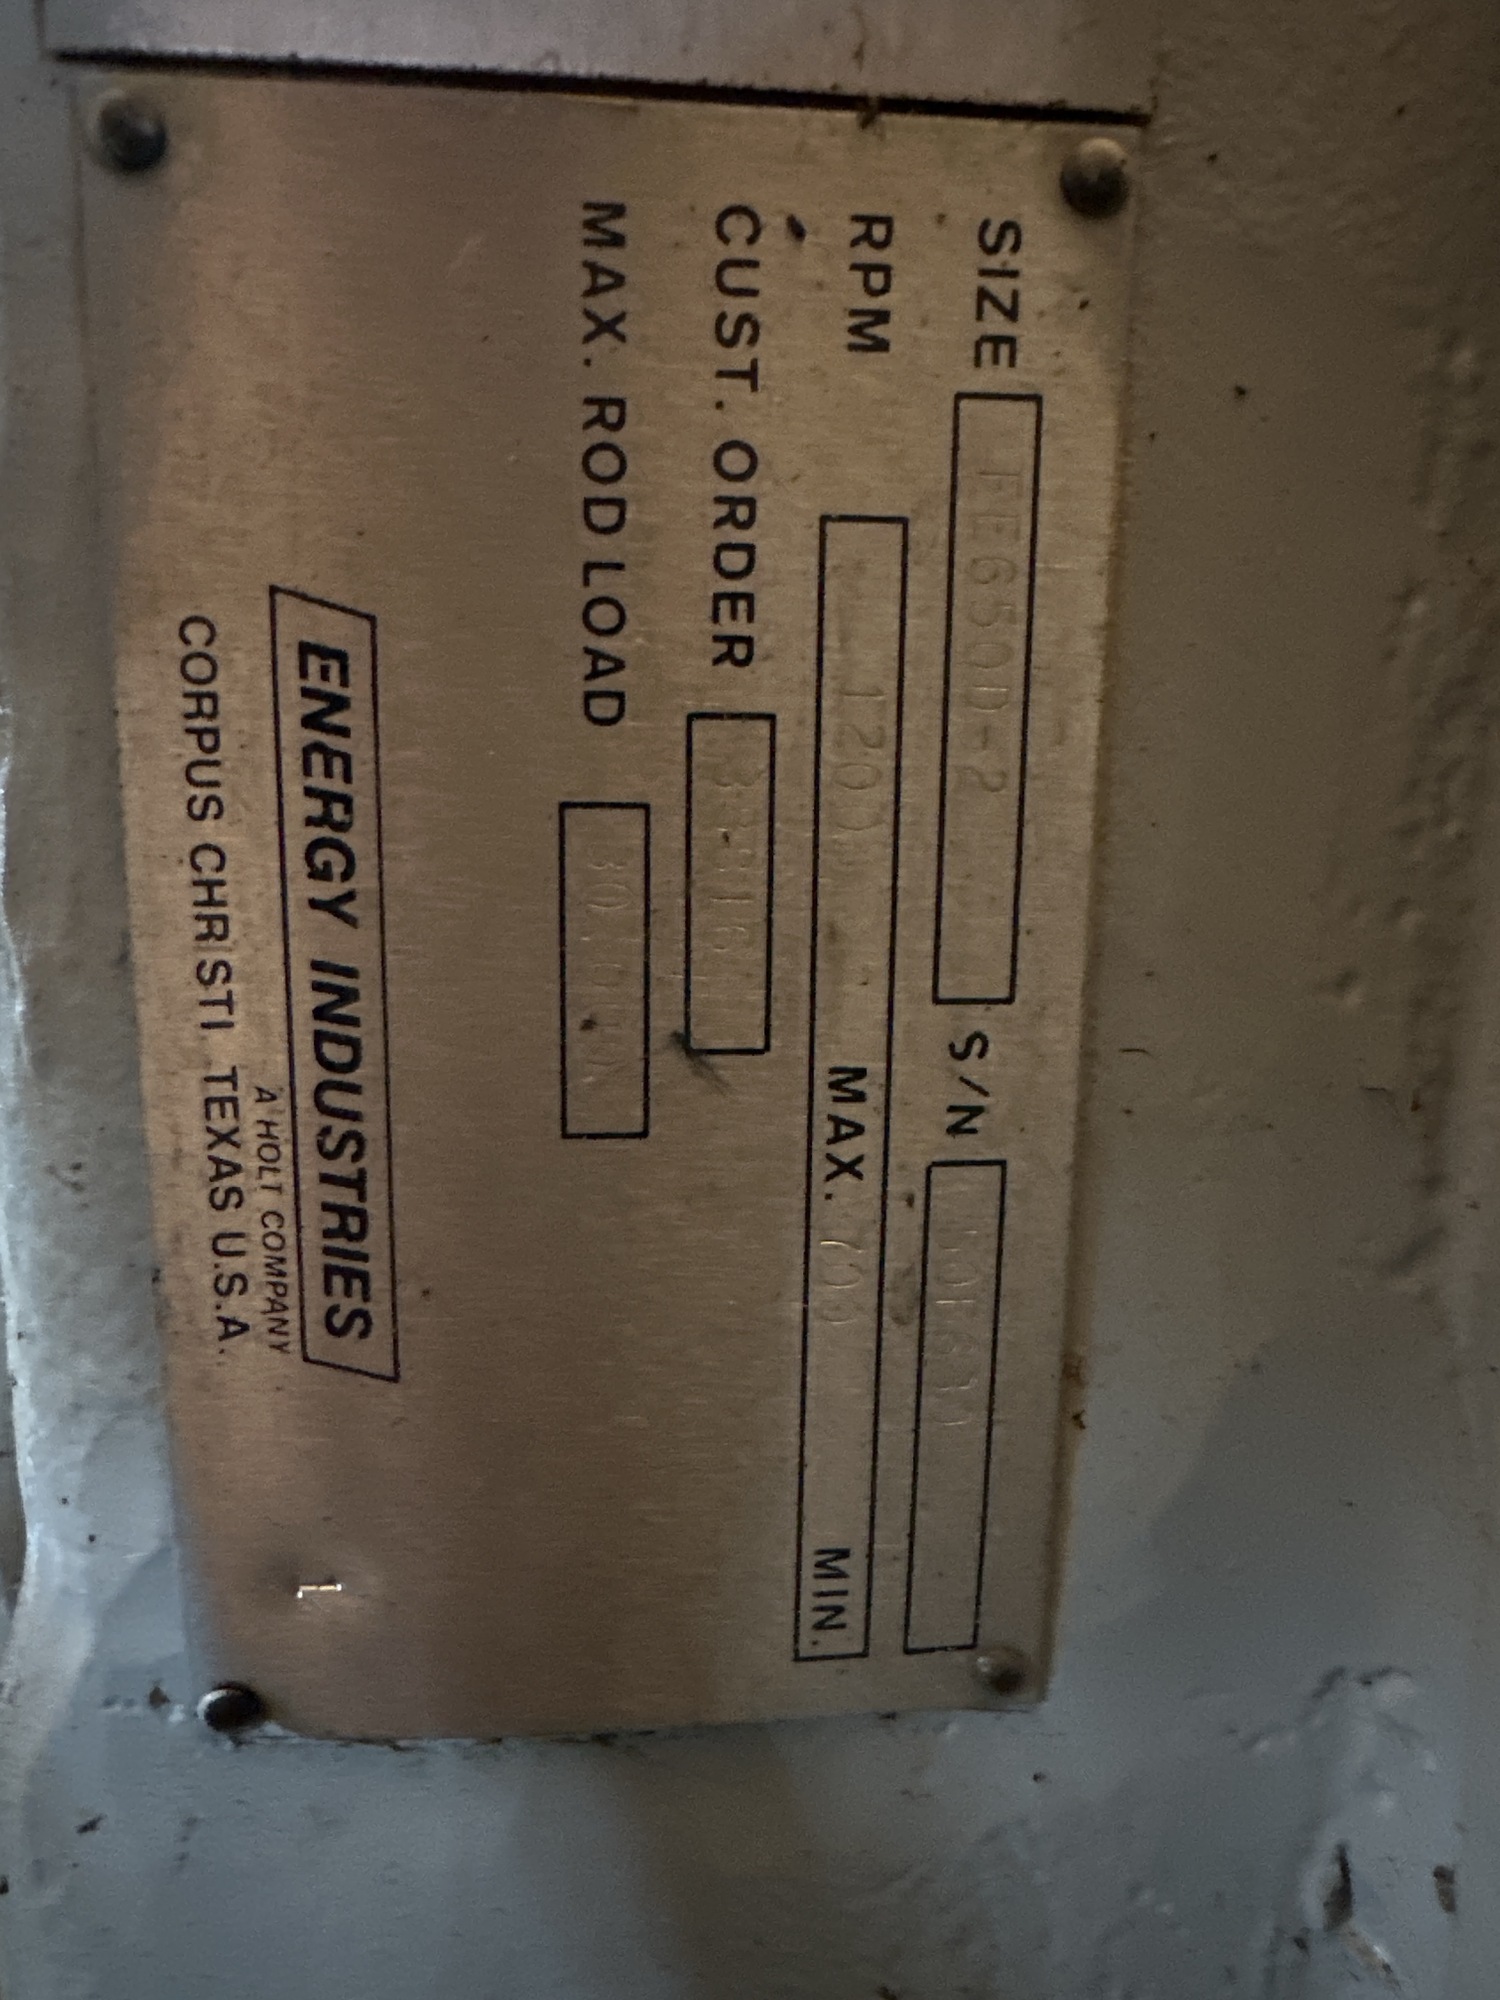 SIZE FE650D-2 S/N
RPM 1200 MAX. 700 MIN.
CUST. ORDER
MAX. ROD LOAD
ENERGY INDUSTRIES
A HOLT COMPANY
CORPUS CHRISTI, TEXAS U.S.A.